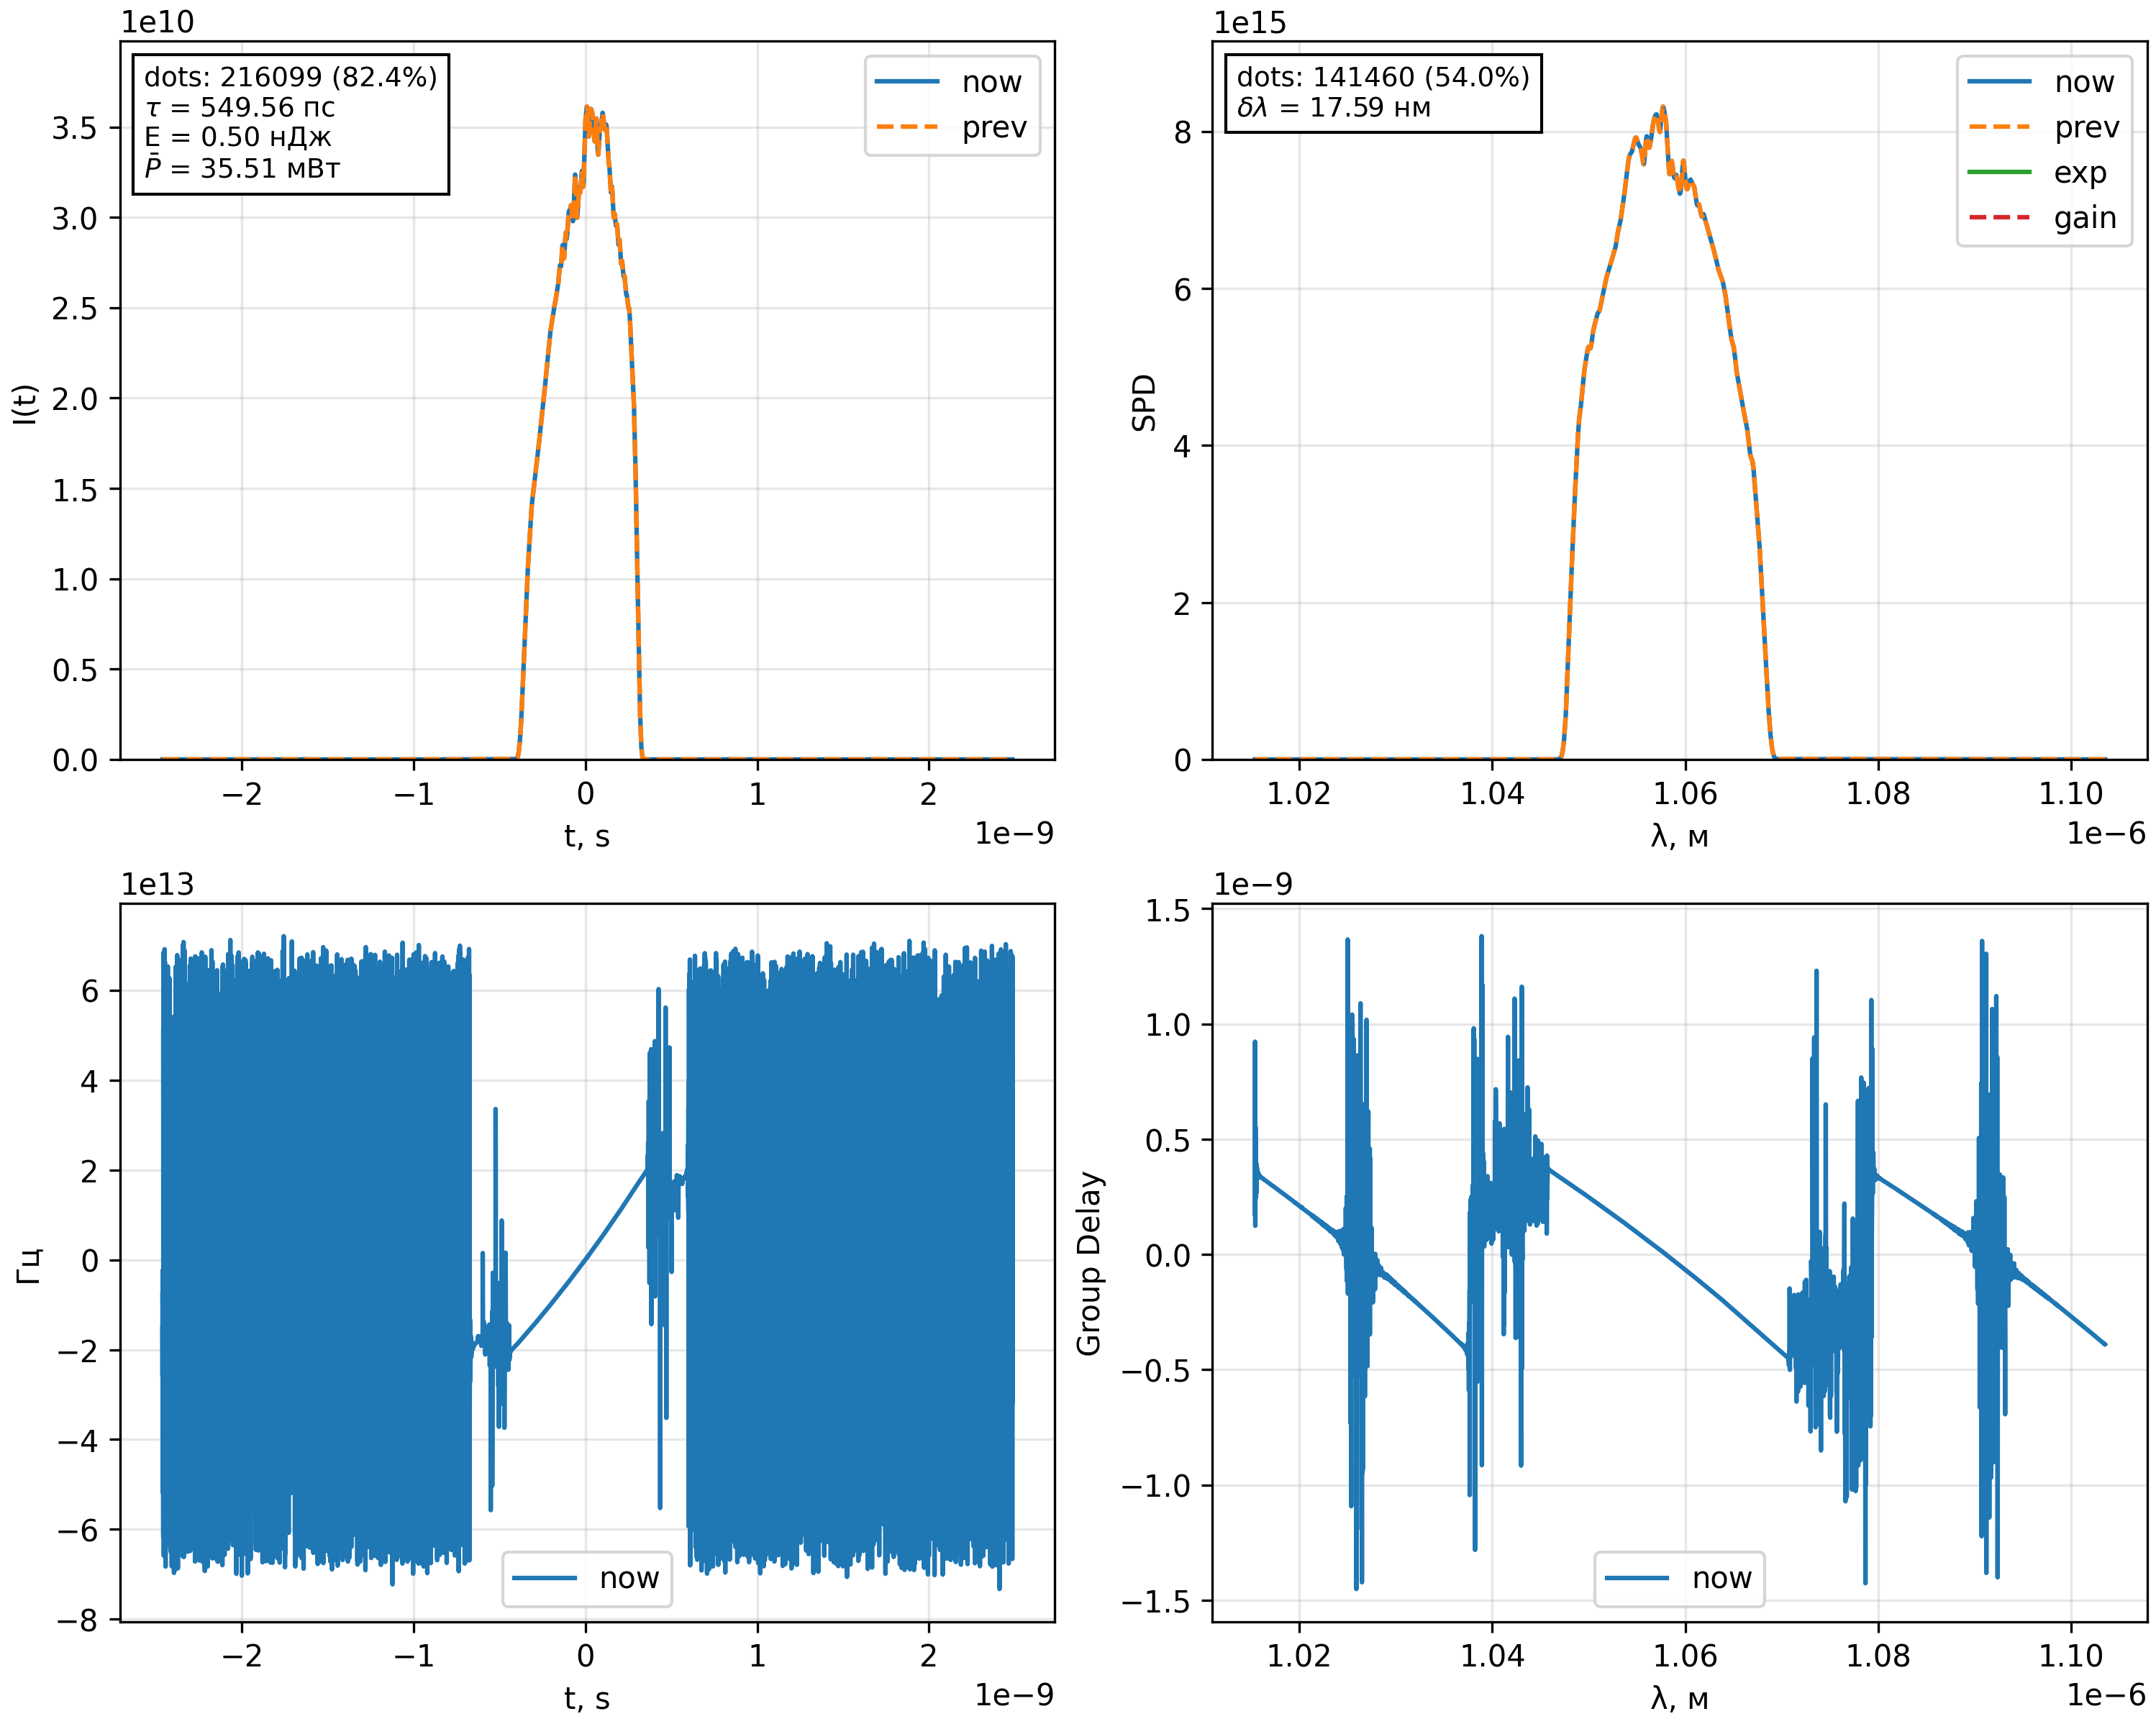 1e10
dots: 216099 (82.4%)
τ = 549.56 пс
E = 0.50 нДж
P̄ = 35.51 мВт
now
prev
3.5
3.0
2.5
2.0
1.5
1.0
0.5
0.0
I(t)
−2
−1
0
1
2
t, s
1e−9
1e15
dots: 141460 (54.0%)
δλ = 17.59 нм
now
prev
exp
gain
8
6
4
2
0
SPD
1.02
1.04
1.06
1.08
1.10
λ, м
1e−6
1e13
6
4
2
0
−2
−4
−6
−8
Гц
now
−2
−1
0
1
2
t, s
1e−9
1e−9
1.5
1.0
0.5
0.0
−0.5
−1.0
−1.5
Group Delay
now
1.02
1.04
1.06
1.08
1.10
λ, м
1e−6